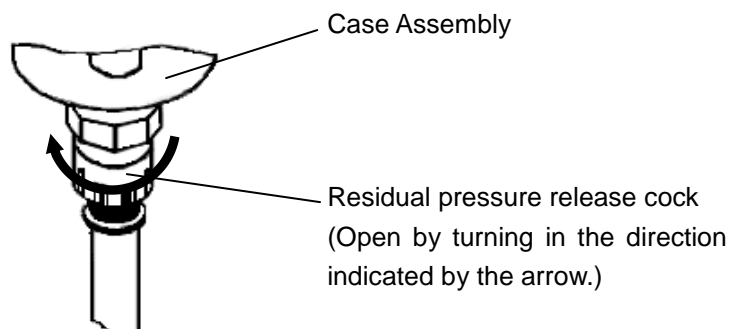 Case Assembly
Residual pressure release cock
(Open by turning in the direction
indicated by the arrow.)